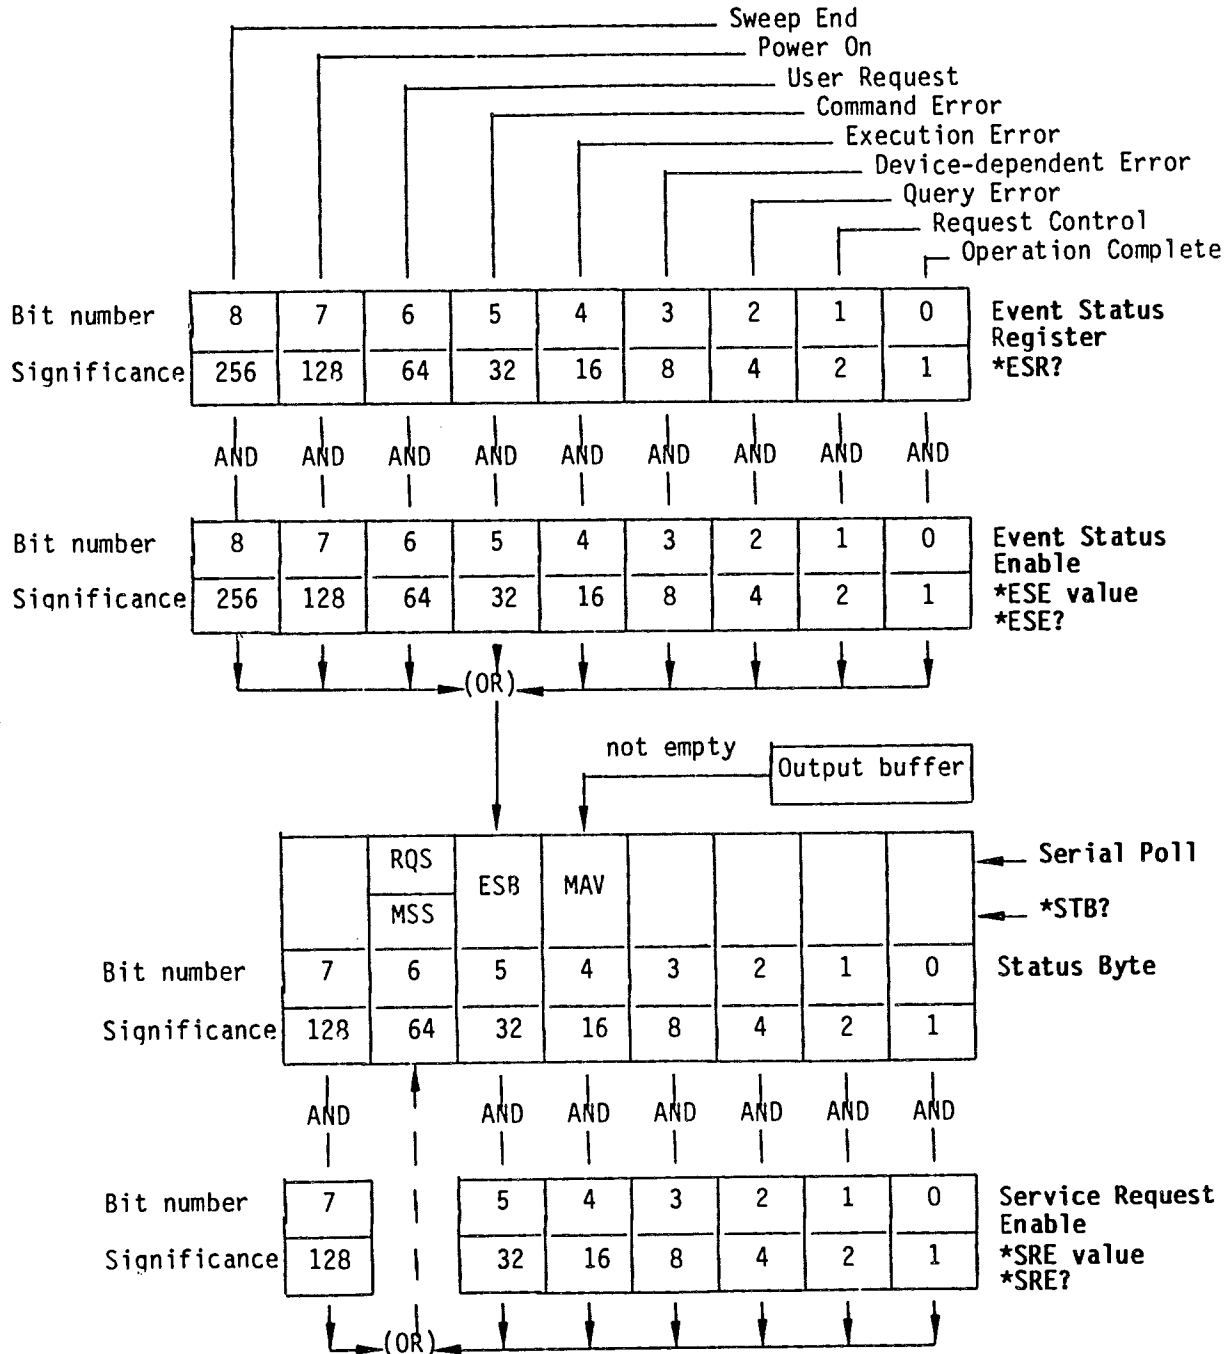 Sweep End
Power On
User Request
Command Error
Execution Error
Device-dependent Error
Query Error
Request Control
Operation Complete
Bit number 8 7 6 5 4 3 2 1 0 Event Status
Register
Significance 256 128 64 32 16 8 4 2 1 *ESR?
AND AND AND AND AND AND AND AND AND
Bit number 8 7 6 5 4 3 2 1 0 Event Status
Enable
Significance 256 128 64 32 16 8 4 2 1 *ESE value
*ESE?
(OR)
not empty
Output buffer
RQS ESB MAV Serial Poll
MSS *STB?
Bit number 7 6 5 4 3 2 1 0 Status Byte
Significance 128 64 32 16 8 4 2 1
AND AND AND AND AND AND AND
Bit number 7 5 4 3 2 1 0 Service Request
Enable
Significance 128 32 16 8 4 2 1 *SRE value
*SRE?
(OR)